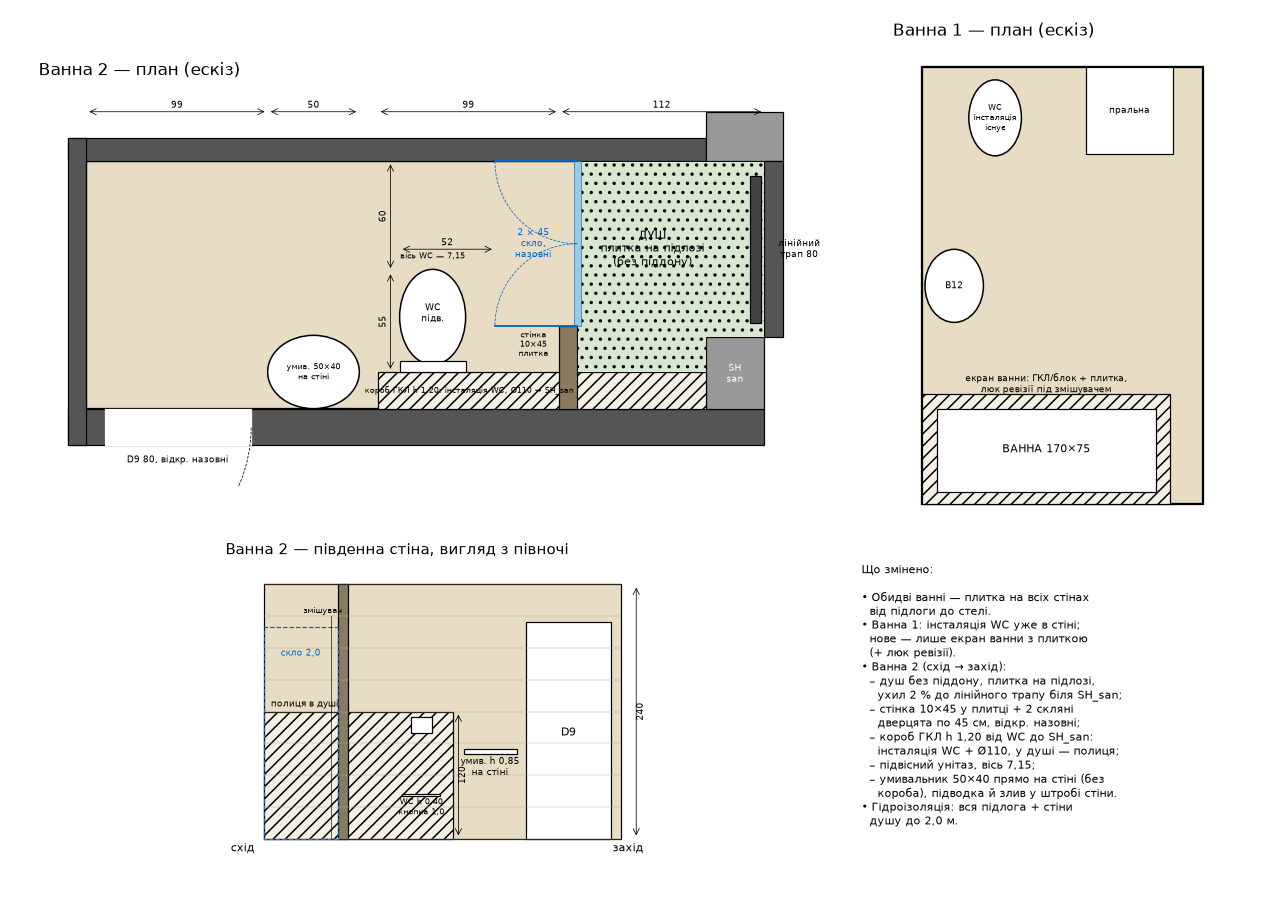 Ванна 1 — план (ескіз)
Ванна 2 — план (ескіз)
99
50
99
112
60
52
вісь WC — 7,15
55
WC
підв.
2 × 45
скло,
назовні
ДУШ
плитка на підлозі
(без піддону)
лінійний
трап 80
стінка
10×45
плитка
умив. 50×40
на стіні
короб ГКЛ h 1,20: інсталяція WC, Ø110 → SH_san
SH
san
D9 80, відкр. назовні
WC
інсталяція
існує
пральна
B12
екран ванни: ГКЛ/блок + плитка,
люк ревізії під змішувачем
ВАННА 170×75
Ванна 2 — південна стіна, вигляд з півночі
змішувач
скло 2,0
полиця в душі
D9
240
120
умив. h 0,85
на стіні
WC h 0,40
кнопка 1,0
схід
захід
Що змінено:
• Обидві ванні — плитка на всіх стінах
від підлоги до стелі.
• Ванна 1: інсталяція WC уже в стіні;
нове — лише екран ванни з плиткою
(+ люк ревізії).
• Ванна 2 (схід → захід):
– душ без піддону, плитка на підлозі,
ухил 2 % до лінійного трапу біля SH_san;
– стінка 10×45 у плитці + 2 скляні
дверцята по 45 см, відкр. назовні;
– короб ГКЛ h 1,20 від WC до SH_san:
інсталяція WC + Ø110, у душі — полиця;
– підвісний унітаз, вісь 7,15;
– умивальник 50×40 прямо на стіні (без
короба), підводка й злив у штробі стіни.
• Гідроізоляція: вся підлога + стіни
душу до 2,0 м.